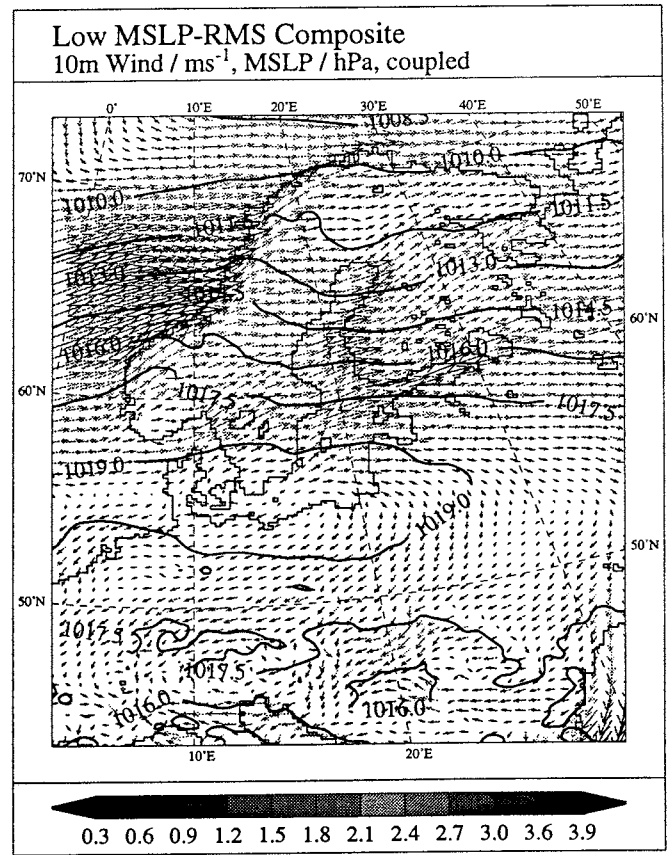 Low MSLP-RMS Composite
10m Wind / ms⁻¹, MSLP / hPa, coupled
0° 10°E 20°E 30°E 40°E 50°E
1008.5
70°N
1010.0
1010.0
1011.5
1011.5
1013.0
1013.0
1014.5
60°N
1016.0
1016.0
60°N
1017.5
1017.5
1019.0
1019.0
50°N
50°N
1017.5
1017.5
1016.0
1016.0
10°E 20°E
0.3 0.6 0.9 1.2 1.5 1.8 2.1 2.4 2.7 3.0 3.6 3.9